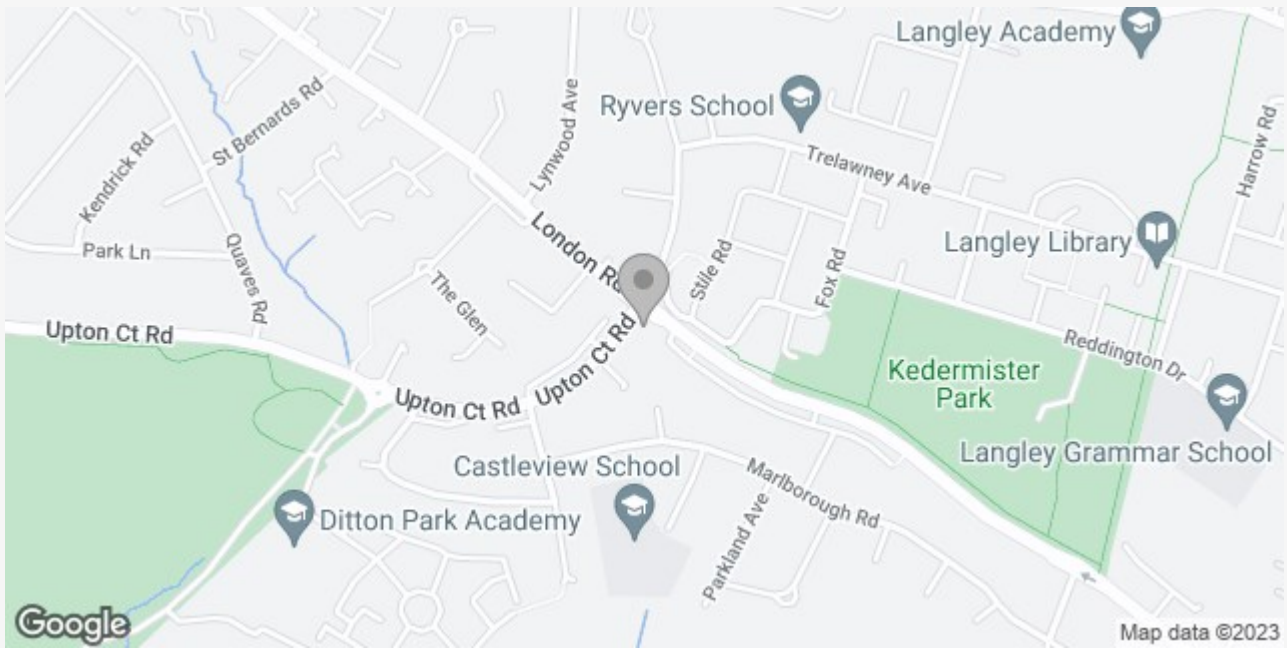 Langley Academy
Ryvers School
St Bernards Rd
Lynwood Ave
Kendrick Rd
Trelawney Ave
Harrow Rd
London Rd
Langley Library
Park Ln
Quaves Rd
The Glen
Stile Rd
Fox Rd
Upton Ct Rd
Upton Ct Rd
Upton Ct Rd
Reddington Dr
Kedermister
Park
Langley Grammar School
Castleview School
Marlborough Rd
Ditton Park Academy
Parkland Ave
Google
Map data ©2023